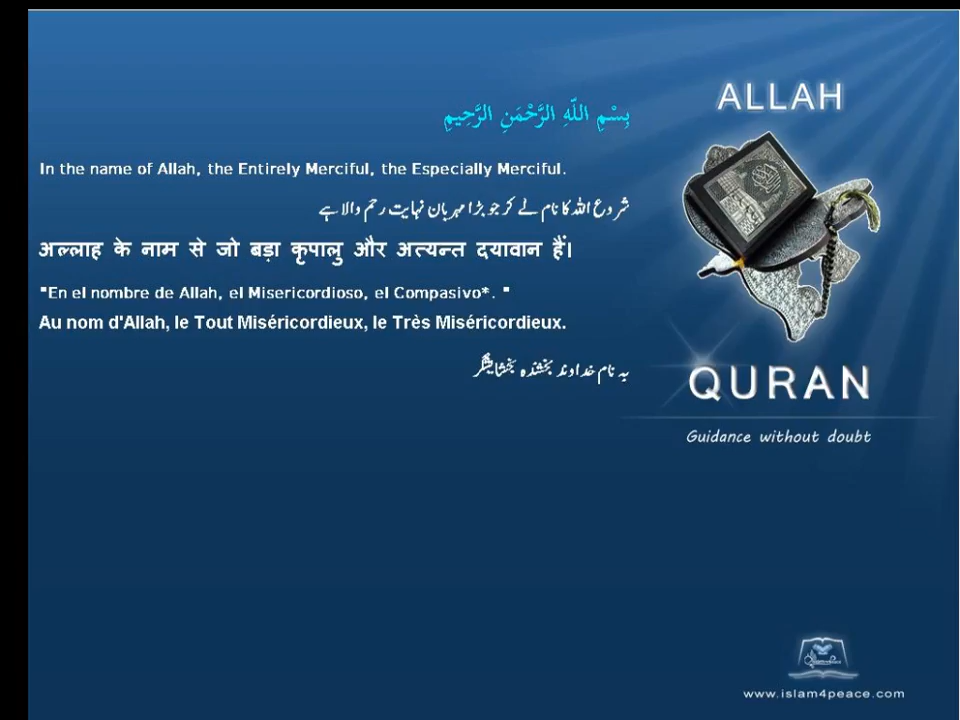 بِسْمِ اللَّهِ الرَّحْمَنِ الرَّحِيمِ
In the name of Allah, the Entirely Merciful, the Especially Merciful.
شروع الله کا نام لے کر جو بڑا مہربان نہایت رحم والا ہے
अल्लाह के नाम से जो बड़ा कृपालु और अत्यन्त दयावान हैं।
"En el nombre de Allah, el Misericordioso, el Compasivo*. "
Au nom d'Allah, le Tout Miséricordieux, le Très Miséricordieux.
به نام خداوند بخشنده بخشایشگر
ALLAH
QURAN
Guidance without doubt
www.islam4peace.com